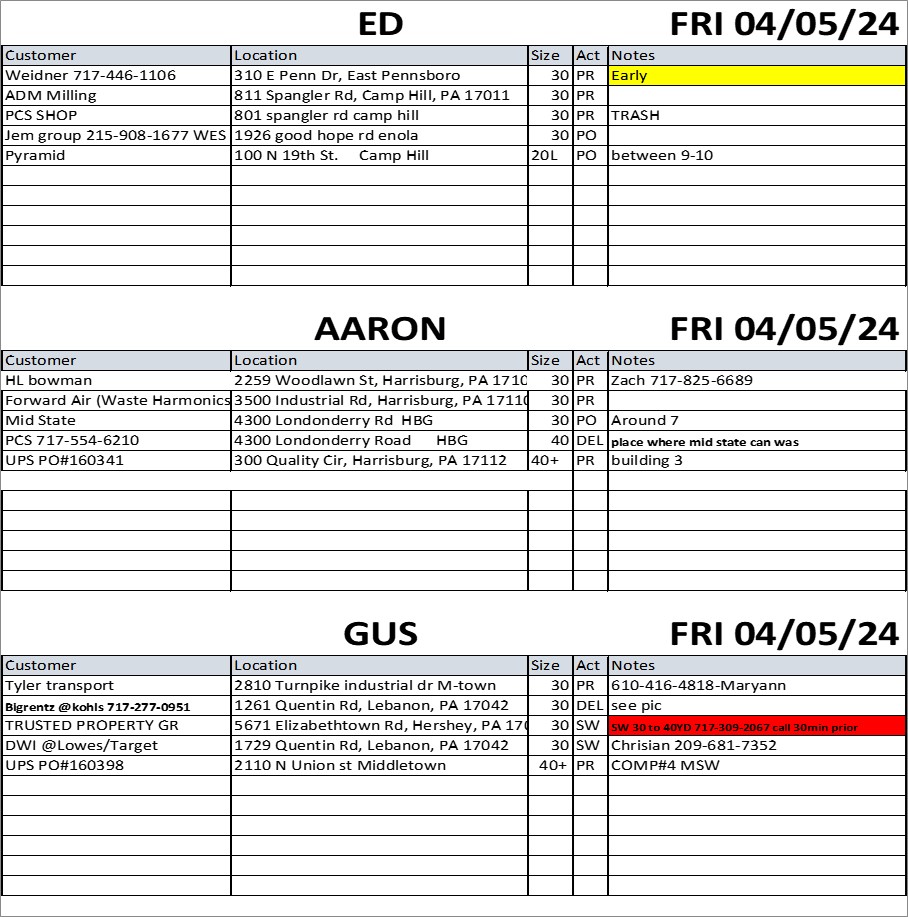 ED FRI 04/05/24
Customer Location Size Act Notes
Weidner 717-446-1106 310 E Penn Dr, East Pennsboro 30 PR Early
ADM Milling 811 Spangler Rd, Camp Hill, PA 17011 30 PR
PCS SHOP 801 spangler rd camp hill 30 PR TRASH
Jem group 215-908-1677 WES 1926 good hope rd enola 30 PO
Pyramid 100 N 19th St. Camp Hill 20L PO between 9-10
AARON FRI 04/05/24
Customer Location Size Act Notes
HL bowman 2259 Woodlawn St, Harrisburg, PA 1710 30 PR Zach 717-825-6689
Forward Air (Waste Harmonics 3500 Industrial Rd, Harrisburg, PA 17110 30 PR
Mid State 4300 Londonderry Rd HBG 30 PO Around 7
PCS 717-554-6210 4300 Londonderry Road HBG 40 DEL place where mid state can was
UPS PO#160341 300 Quality Cir, Harrisburg, PA 17112 40+ PR building 3
GUS FRI 04/05/24
Customer Location Size Act Notes
Tyler transport 2810 Turnpike industrial dr M-town 30 PR 610-416-4818-Maryann
Bigrentz @kohls 717-277-0951 1261 Quentin Rd, Lebanon, PA 17042 30 DEL see pic
TRUSTED PROPERTY GR 5671 Elizabethtown Rd, Hershey, PA 170 30 SW SW 30 to 40YD 717-309-2067 call 30min prior
DWI @Lowes/Target 1729 Quentin Rd, Lebanon, PA 17042 30 SW Chrisian 209-681-7352
UPS PO#160398 2110 N Union st Middletown 40+ PR COMP#4 MSW